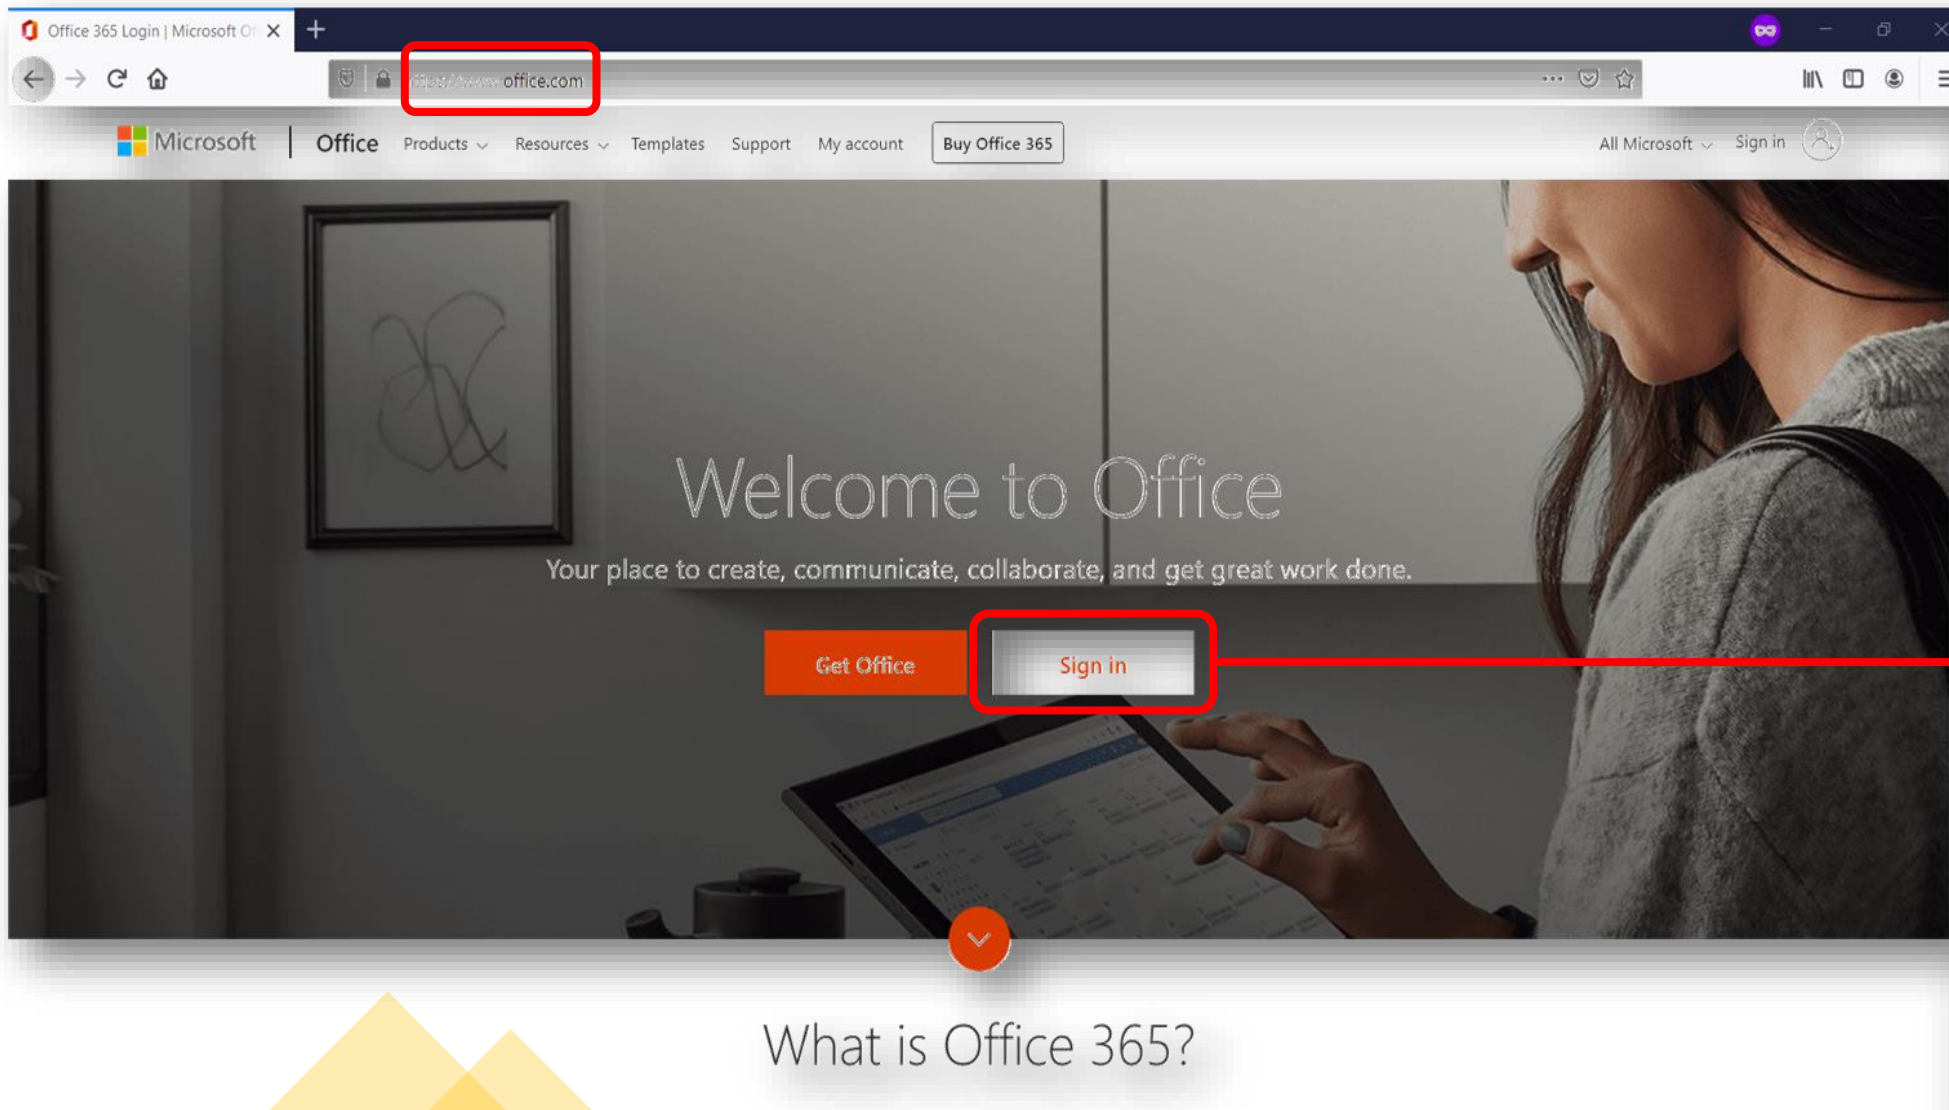 Office 365 Login | Microsoft Of
office.com
Microsoft | Office Products Resources Templates Support My account Buy Office 365 All Microsoft Sign in
Welcome to Office
Your place to create, communicate, collaborate, and get great work done.
Get Office Sign in
What is Office 365?